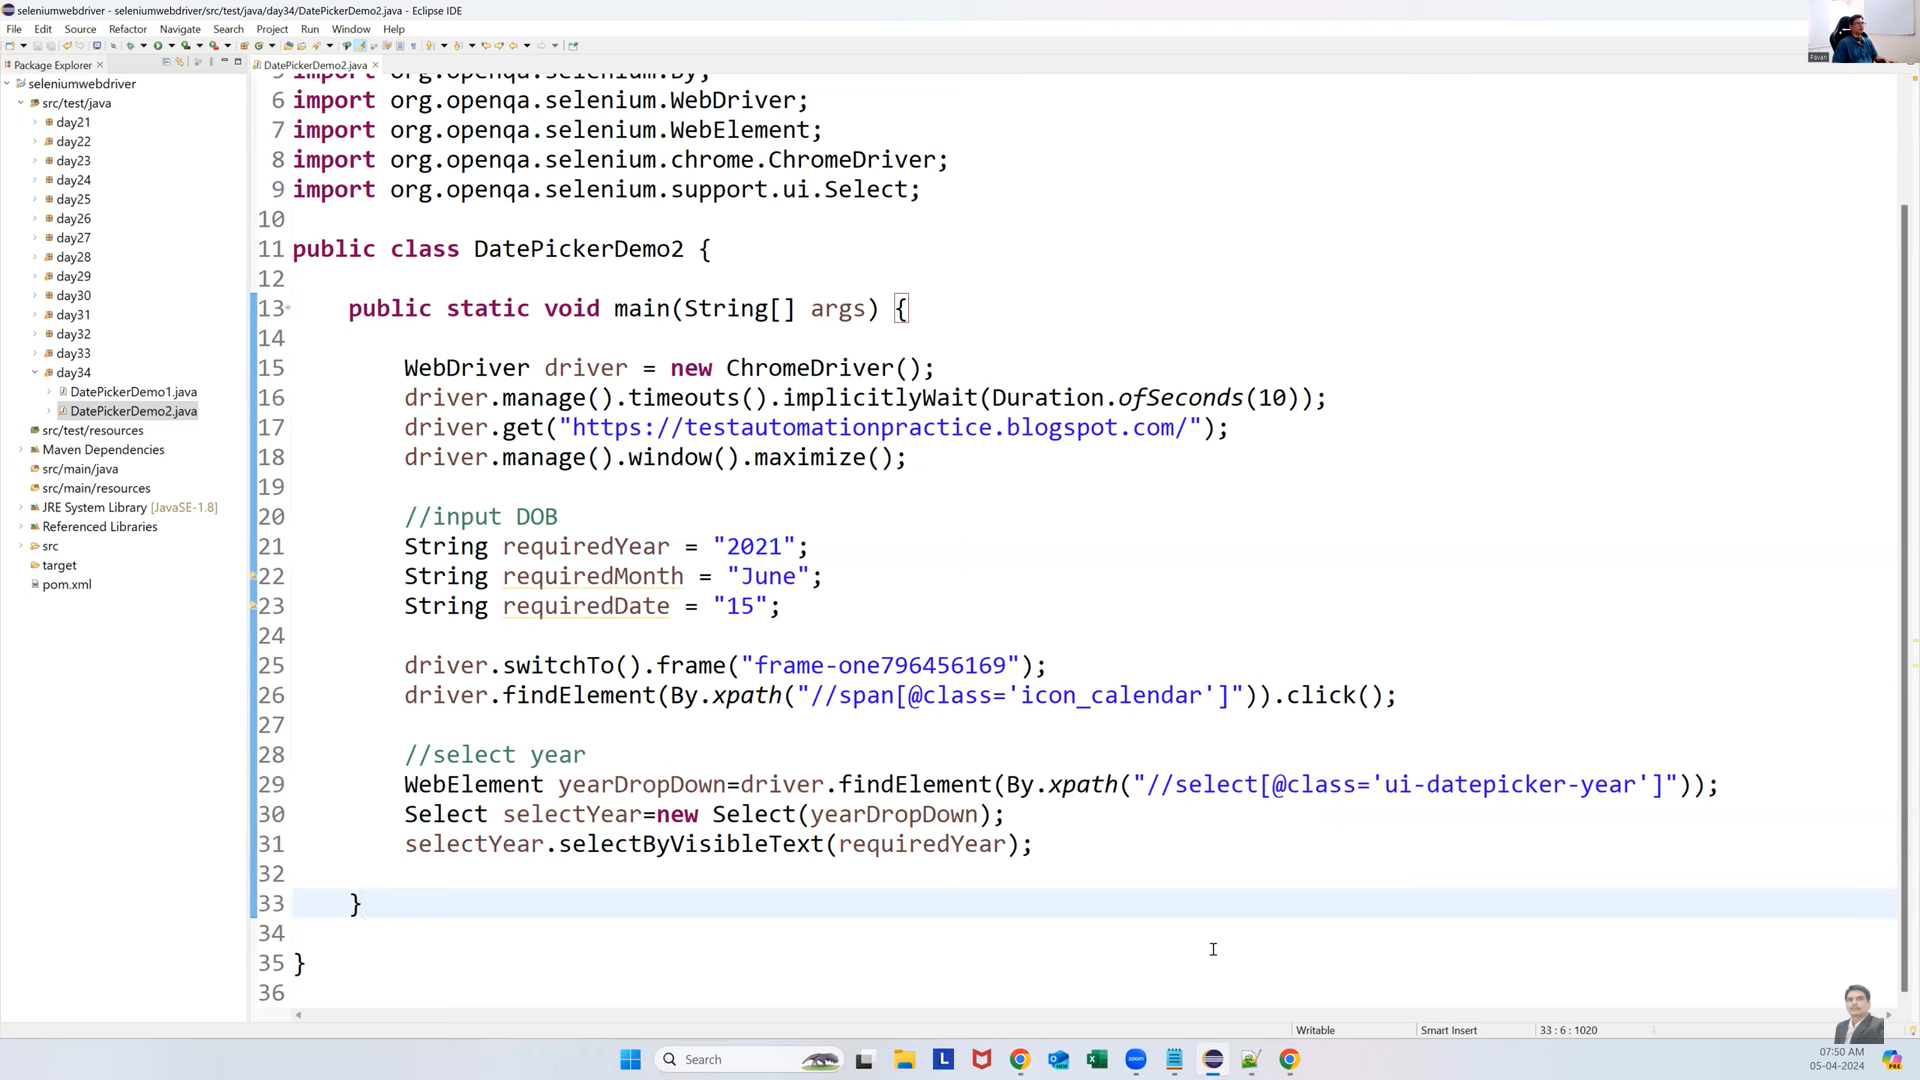 seleniumwebdriver - seleniumwebdriver/src/test/java/day34/DatePickerDemo2.java - Eclipse IDE
File Edit Source Refactor Navigate Search Project Run Window Help
Package Explorer
DatePickerDemo2.java
Pavan
seleniumwebdriver
src/test/java
day21
day22
day23
day24
day25
day26
day27
day28
day29
day30
day31
day32
day33
day34
DatePickerDemo1.java
DatePickerDemo2.java
src/test/resources
Maven Dependencies
src/main/java
src/main/resources
JRE System Library [JavaSE-1.8]
Referenced Libraries
src
target
pom.xml
5 import org.openqa.selenium.By;
6 import org.openqa.selenium.WebDriver;
7 import org.openqa.selenium.WebElement;
8 import org.openqa.selenium.chrome.ChromeDriver;
9 import org.openqa.selenium.support.ui.Select;
10
11 public class DatePickerDemo2 {
12
13 public static void main(String[] args) {
14
15 WebDriver driver = new ChromeDriver();
16 driver.manage().timeouts().implicitlyWait(Duration.ofSeconds(10));
17 driver.get("https://testautomationpractice.blogspot.com/");
18 driver.manage().window().maximize();
19
20 //input DOB
21 String requiredYear = "2021";
22 String requiredMonth = "June";
23 String requiredDate = "15";
24
25 driver.switchTo().frame("frame-one796456169");
26 driver.findElement(By.xpath("//span[@class='icon_calendar']")).click();
27
28 //select year
29 WebElement yearDropDown=driver.findElement(By.xpath("//select[@class='ui-datepicker-year']"));
30 Select selectYear=new Select(yearDropDown);
31 selectYear.selectByVisibleText(requiredYear);
32
33 }
34
35 }
36
Writable Smart Insert 33 : 6 : 1020
Search
L
zoom
07:50 AM
05-04-2024
PRE